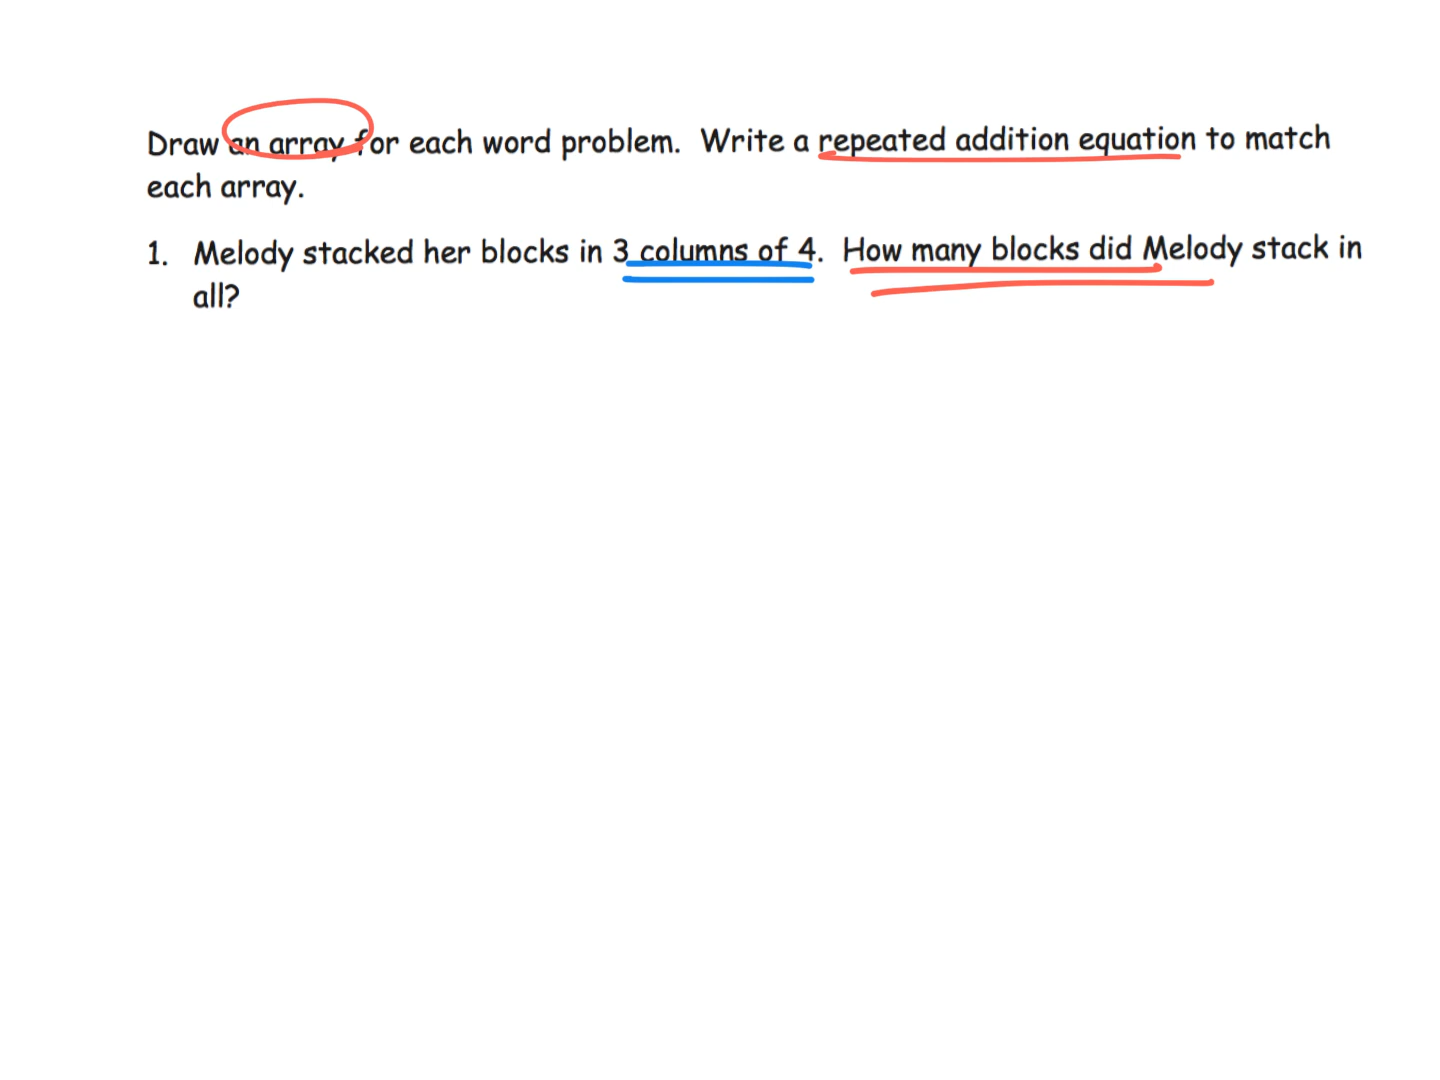 Draw an array for each word problem. Write a repeated addition equation to match
each array.
1. Melody stacked her blocks in 3 columns of 4. How many blocks did Melody stack in
all?